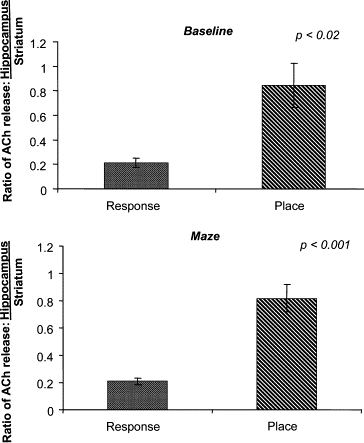 Baseline
p < 0.02
Ratio of ACh release: Hippocampus
Striatum
1.2
1
0.8
0.6
0.4
0.2
0
Response
Place
Maze
p < 0.001
Ratio of ACh release: Hippocampus
Striatum
1.2
1
0.8
0.6
0.4
0.2
0
Response
Place